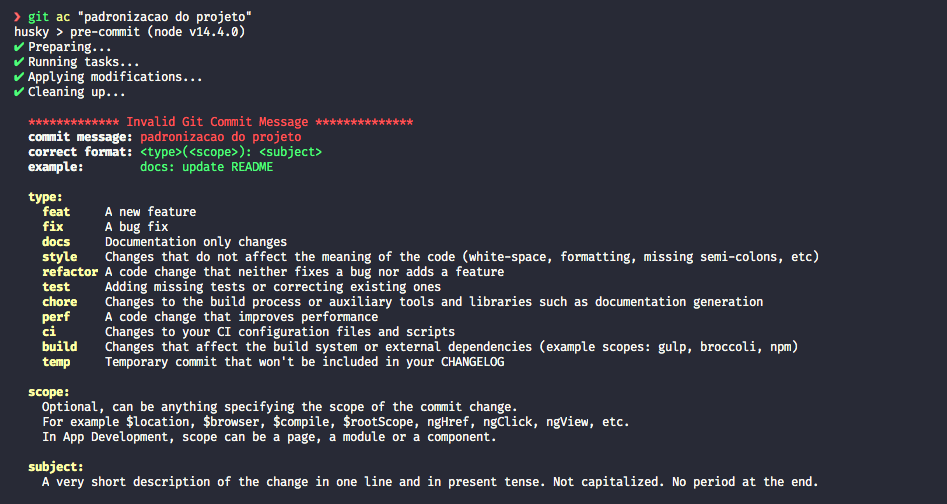 ❯ git ac "padronizacao do projeto"
husky > pre-commit (node v14.4.0)
✔ Preparing...
✔ Running tasks...
✔ Applying modifications...
✔ Cleaning up...
************* Invalid Git Commit Message **************
commit message: padronizacao do projeto
correct format: <type>(<scope>): <subject>
example: docs: update README
type:
feat A new feature
fix A bug fix
docs Documentation only changes
style Changes that do not affect the meaning of the code (white-space, formatting, missing semi-colons, etc)
refactor A code change that neither fixes a bug nor adds a feature
test Adding missing tests or correcting existing ones
chore Changes to the build process or auxiliary tools and libraries such as documentation generation
perf A code change that improves performance
ci Changes to your CI configuration files and scripts
build Changes that affect the build system or external dependencies (example scopes: gulp, broccoli, npm)
temp Temporary commit that won't be included in your CHANGELOG
scope:
Optional, can be anything specifying the scope of the commit change.
For example $location, $browser, $compile, $rootScope, ngHref, ngClick, ngView, etc.
In App Development, scope can be a page, a module or a component.
subject:
A very short description of the change in one line and in present tense. Not capitalized. No period at the end.